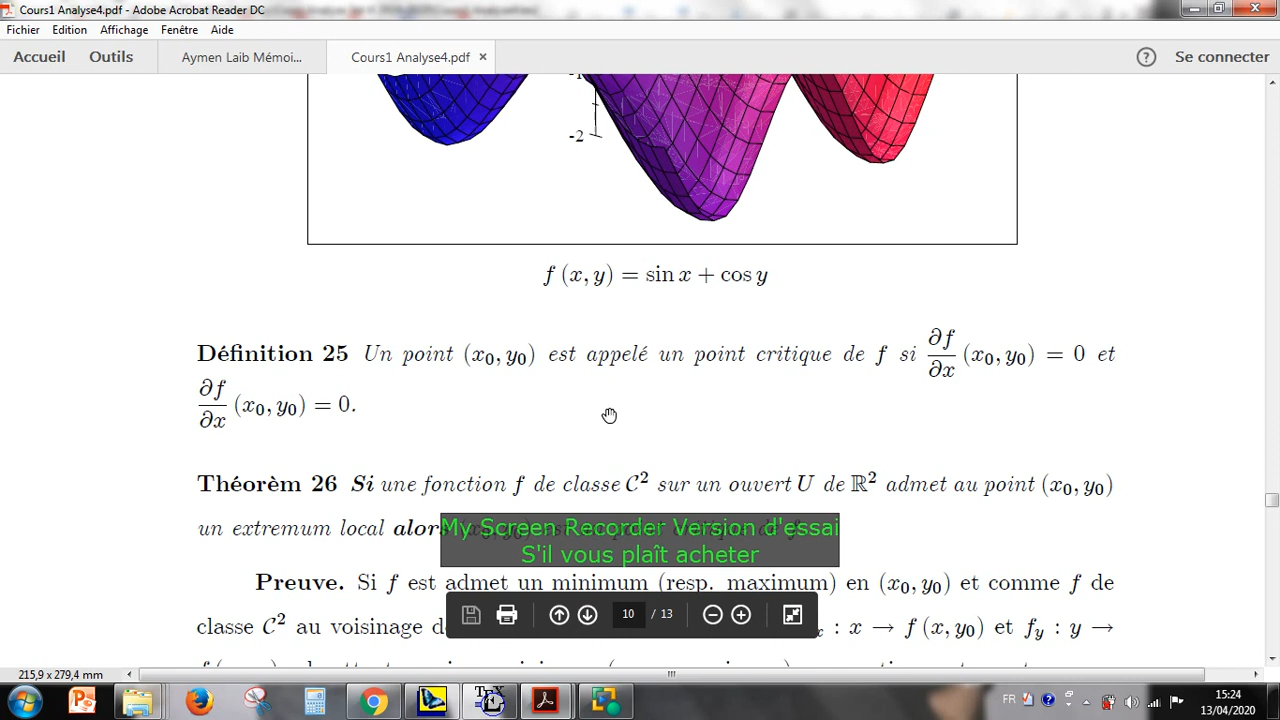 Cours1 Analyse4.pdf - Adobe Acrobat Reader DC
Fichier Edition Affichage Fenêtre Aide
Accueil Outils Aymen Laib Mémoi... Cours1 Analyse4.pdf × ? Se connecter
-2
f (x, y) = sin x + cos y
Définition 25 Un point (x₀, y₀) est appelé un point critique de f si ∂f/∂x (x₀, y₀) = 0 et
∂f/∂x (x₀, y₀) = 0.
Théorèm 26 Si une fonction f de classe C² sur un ouvert U de ℝ² admet au point (x₀, y₀)
un extremum local alors
My Screen Recorder Version d'essai
S'il vous plaît acheter
Preuve. Si f est admet un minimum (resp. maximum) en (x₀, y₀) et comme f de
classe C² au voisinage d x : x → f (x, y₀) et f_y : y →
10 / 13
215,9 x 279,4 mm
FR 15:24
13/04/2020